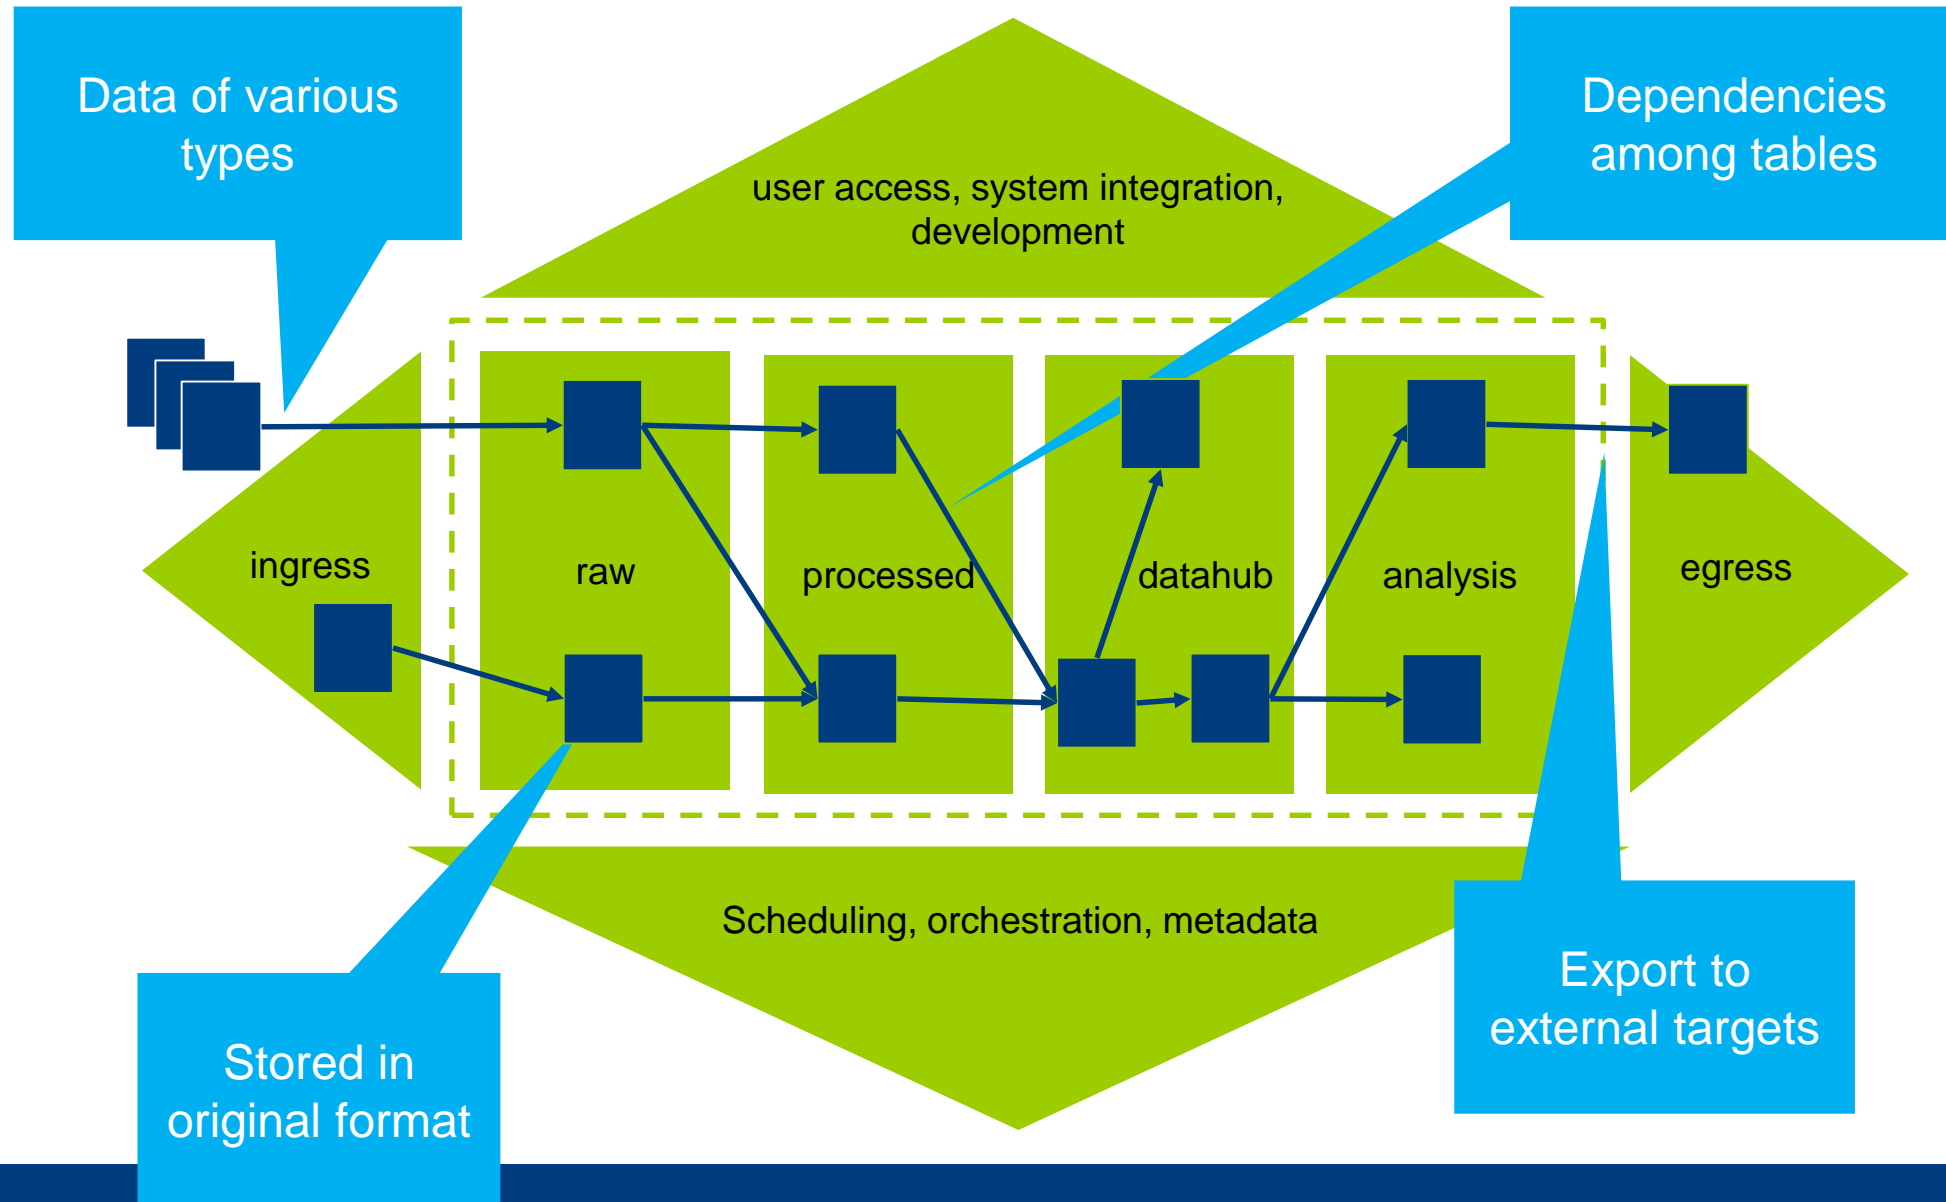 Data of various
types
Dependencies
among tables
user access, system integration,
development
ingress
raw
processed
datahub
analysis
egress
Scheduling, orchestration, metadata
Stored in
original format
Export to
external targets